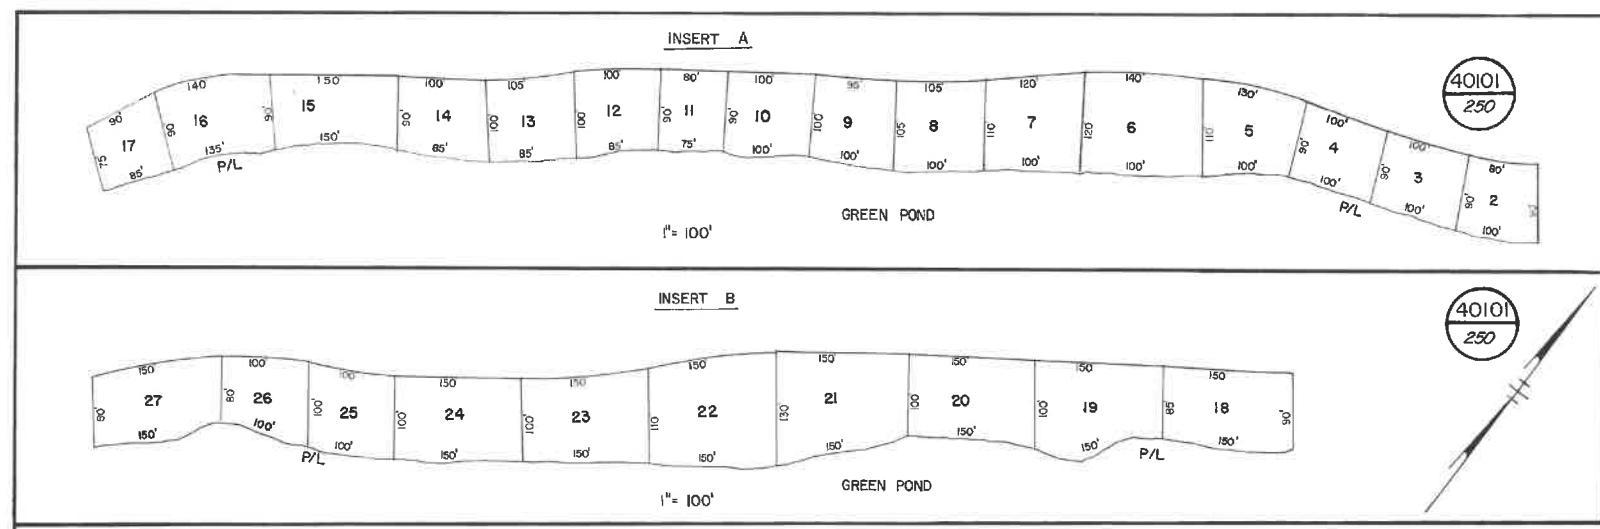 INSERT A
40101
250
140' 150 100' 105' 100' 80' 100' 95' 105' 120' 140' 130' 100' 100' 80'
90' 90 90' 90' 100' 100' 90' 90' 100' 105 110' 120' 110' 90' 90' 90'
75
17 16 15 14 13 12 11 10 9 8 7 6 5 4 3 2
85' 135' 150' 85' 85' 85' 75' 100' 100' 100' 100' 100' 100' 100' 100' 100'
P/L
P/L
GREEN POND
1"= 100'
INSERT B
40101
250
150' 100' 100' 150 150 150' 150' 150' 150 150
80' 80' 100' 100' 100' 110 130' 100' 100' 85' 90'
27 26 25 24 23 22 21 20 19 18
150' 100' 100' 150' 150' 150' 150' 150' 150' 150'
P/L
P/L
GREEN POND
1"= 100'